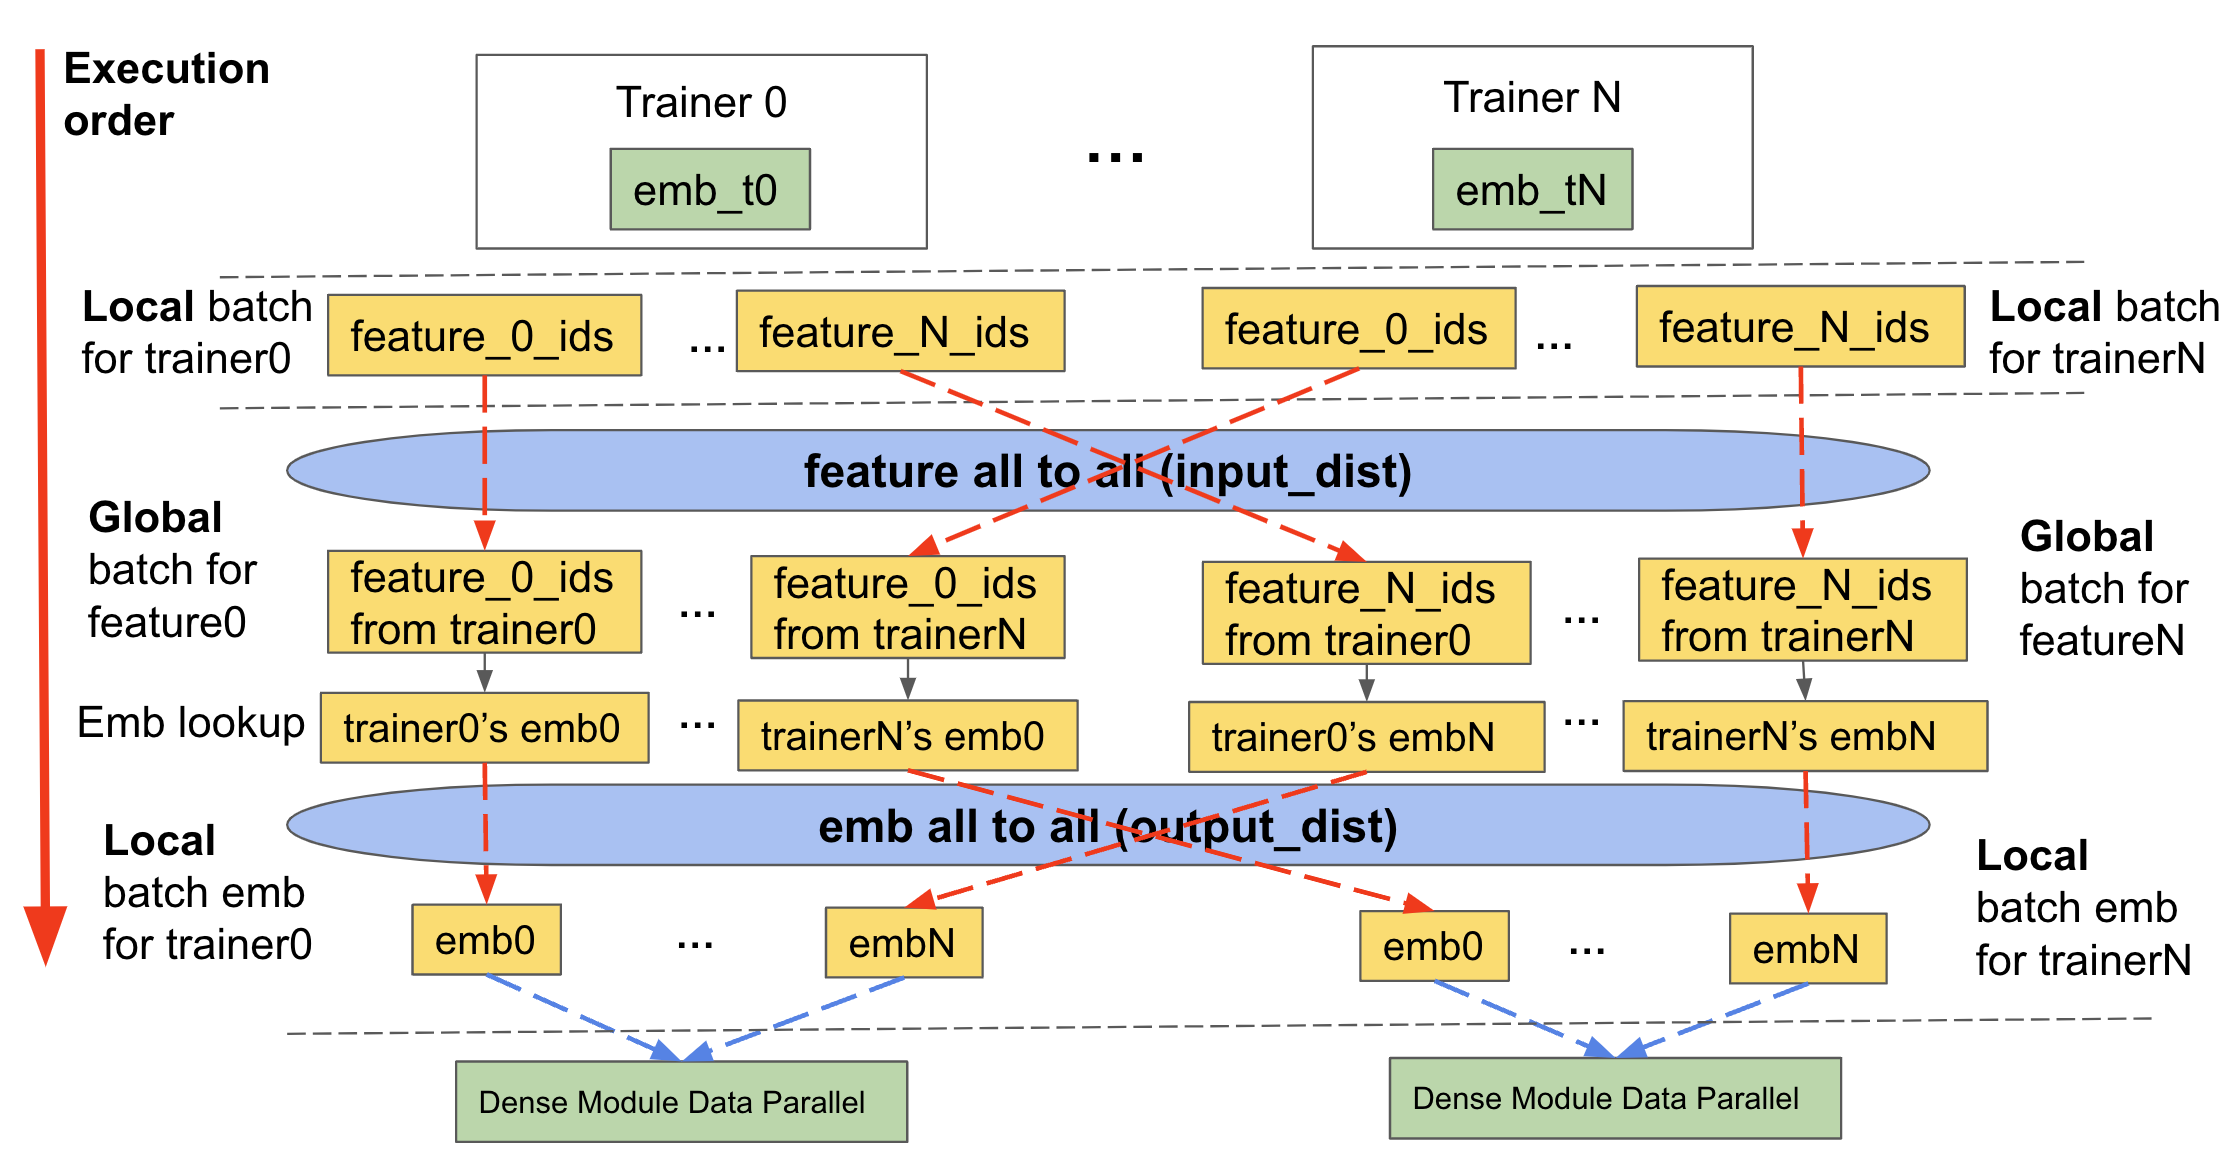 Execution
order
Trainer 0
emb_t0
...
Trainer N
emb_tN
Local batch
for trainer0
feature_0_ids
...
feature_N_ids
feature_0_ids
...
feature_N_ids
Local batch
for trainerN
feature all to all (input_dist)
Global
batch for
feature0
feature_0_ids
from trainer0
...
feature_0_ids
from trainerN
feature_N_ids
from trainer0
...
feature_N_ids
from trainerN
Global
batch for
featureN
Emb lookup
trainer0’s emb0
...
trainerN’s emb0
trainer0’s embN
...
trainerN’s embN
emb all to all (output_dist)
Local
batch emb
for trainer0
emb0
...
embN
emb0
...
embN
Local
batch emb
for trainerN
Dense Module Data Parallel
Dense Module Data Parallel